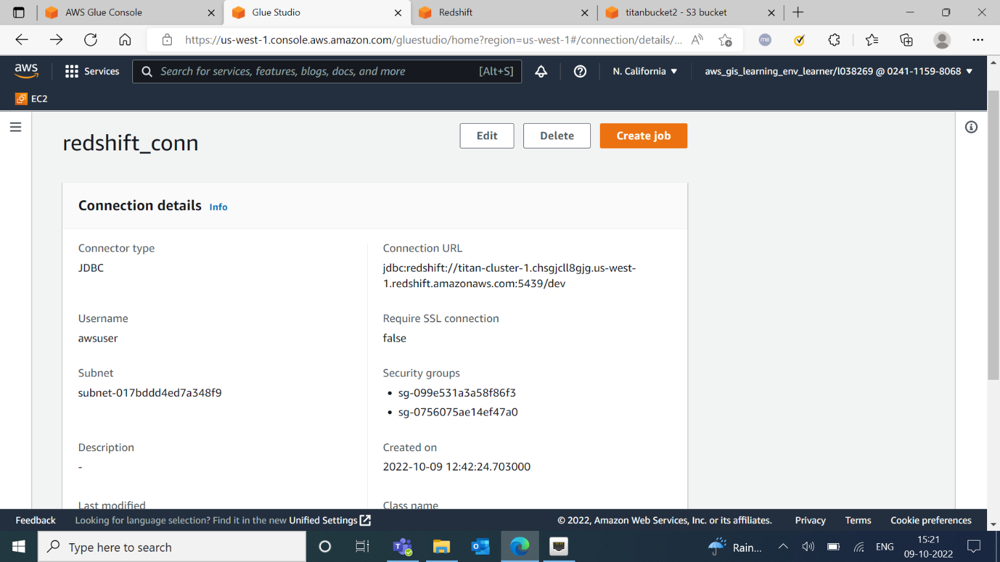 AWS Glue Console
Glue Studio
Redshift
titanbucket2 - S3 bucket
https://us-west-1.console.aws.amazon.com/gluestudio/home?region=us-west-1#/connection/details/...
me
aws
Services
Search for services, features, blogs, docs, and more
[Alt+S]
N. California
aws_gis_learning_env_learner/l038269 @ 0241-1159-8068
EC2
redshift_conn
Edit
Delete
Create job
Connection details Info
Connector type
JDBC
Connection URL
jdbc:redshift://titan-cluster-1.chsgjcll8gjg.us-west-
1.redshift.amazonaws.com:5439/dev
Username
awsuser
Require SSL connection
false
Subnet
subnet-017bddd4ed7a348f9
Security groups
• sg-099e531a3a58f86f3
• sg-0756075ae14ef47a0
Description
-
Created on
2022-10-09 12:42:24.703000
Last modified
Class name
Feedback
Looking for language selection? Find it in the new Unified Settings
© 2022, Amazon Web Services, Inc. or its affiliates.
Privacy
Terms
Cookie preferences
Type here to search
Rain...
ENG
15:21
09-10-2022